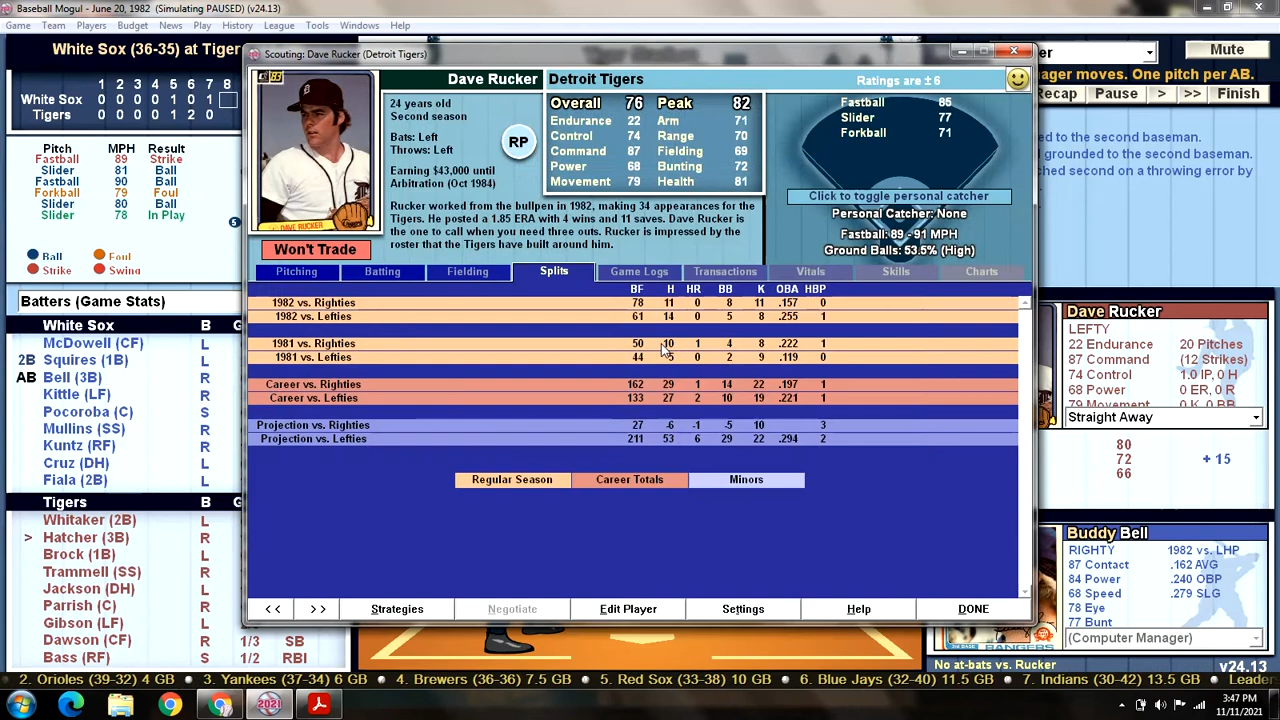 Baseball Mogul - June 20, 1982 (Simulating PAUSED) (v24.13)
Game Team Players Budget News Play History League Tools Windows Help
White Sox (36-35) at Tiger
1 2 3 4 5 6 7 8
White Sox 0 0 0 0 1 0 1
Tigers 0 0 0 0 1 2 0
Pitch MPH Result
Fastball 89 Strike
Slider 81 Ball
Fastball 90 Ball
Forkball 79 Foul
Slider 80 Ball
Slider 78 In Play
Ball Foul
Strike Swing
Batters (Game Stats)
White Sox B G
McDowell (CF) L
2B Squires (1B) L
AB Bell (3B) R
Kittle (LF) R
Pocoroba (C) S
Mullins (SS) R
Kuntz (RF) R
Cruz (DH) L
Fiala (2B) L
Tigers B G
Whitaker (2B) L
> Hatcher (3B) R
Brock (1B) L
Trammell (SS) R
Jackson (DH) L
Parrish (C) R
Gibson (LF) L
Dawson (CF) R 1/3 SB
Bass (RF) S 1/2 RBI
Scouting: Dave Rucker (Detroit Tigers)
DAVE RUCKER
Dave Rucker
24 years old
Second season
Bats: Left
Throws: Left
Earning $43,000 until
Arbitration (Oct 1984)
RP
Detroit Tigers
Overall 76 Peak 82
Endurance 22 Arm 71
Control 74 Range 70
Command 87 Fielding 69
Power 68 Bunting 72
Movement 79 Health 81
Rucker worked from the bullpen in 1982, making 34 appearances for the
Tigers. He posted a 1.85 ERA with 4 wins and 11 saves. Dave Rucker is
the one to call when you need three outs. Rucker is impressed by the
roster that the Tigers have built around him.
Won't Trade
Ratings are ± 6
Fastball 85
Slider 77
Forkball 71
Click to toggle personal catcher
Personal Catcher: None
Fastball: 89 - 91 MPH
Ground Balls: 53.5% (High)
Pitching Batting Fielding Splits Game Logs Transactions Vitals Skills Charts
BF H HR BB K OBA HBP
1982 vs. Righties 78 11 0 8 11 .157 0
1982 vs. Lefties 61 14 0 5 8 .255 1
1981 vs. Righties 50 10 1 4 8 .222 1
1981 vs. Lefties 44 5 0 2 9 .119 0
Career vs. Righties 162 29 1 14 22 .197 1
Career vs. Lefties 133 27 2 10 19 .221 1
Projection vs. Righties 27 -6 -1 -5 10 3
Projection vs. Lefties 211 53 6 29 22 .294 2
Regular Season Career Totals Minors
<< >> Strategies Negotiate Edit Player Settings Help DONE
er Mute
nager moves. One pitch per AB.
Recap Pause > >> Finish
ed to the second baseman.
grounded to the second baseman.
ched second on a throwing error by
Dave Rucker
LEFTY
22 Endurance 20 Pitches
87 Command (12 Strikes)
74 Control 1.0 IP, 0 H
68 Power 0 ER, 0 R
79 Movement 0 K, 0 BB
Straight Away
80
72 + 15
66
Buddy Bell
RIGHTY 1982 vs. LHP
87 Contact .162 AVG
84 Power .240 OBP
68 Speed .279 SLG
78 Eye
77 Bunt
(Computer Manager)
RANGERS
No at-bats vs. Rucker v24.13
2. Orioles (39-32) 4 GB 3. Yankees (37-34) 6 GB 4. Brewers (36-36) 7.5 GB 5. Red Sox (33-38) 10 GB 6. Blue Jays (32-40) 11.5 GB 7. Indians (30-42) 13.5 GB Leader
2021
3:47 PM
11/11/2021